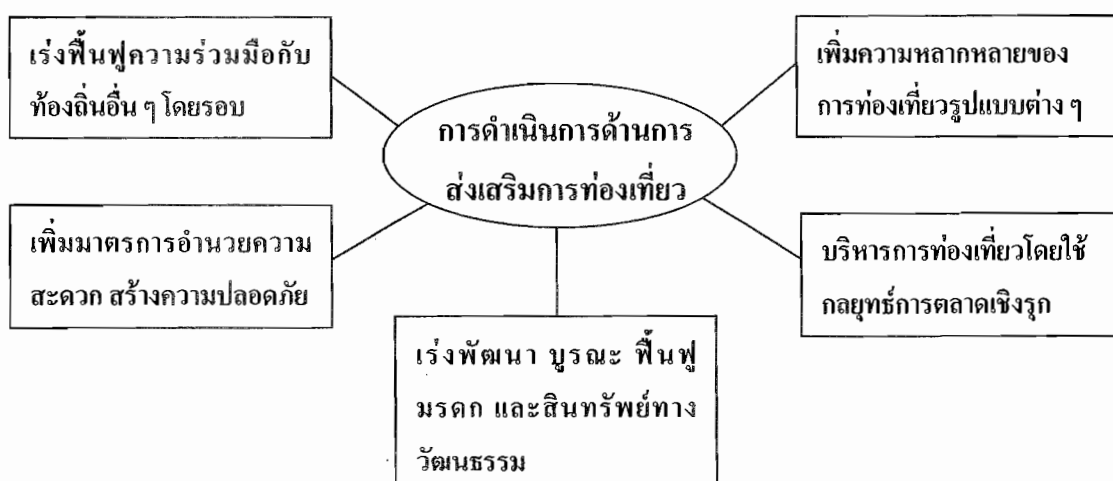 เร่งฟื้นฟูความร่วมมือกับ
ท้องถิ่นอื่น ๆ โดยรอบ
เพิ่มความหลากหลายของ
การท่องเที่ยวรูปแบบต่าง ๆ
การดำเนินการด้านการ
ส่งเสริมการท่องเที่ยว
เพิ่มมาตรการอำนวยความ
สะดวก สร้างความปลอดภัย
บริหารการท่องเที่ยวโดยใช้
กลยุทธ์การตลาดเชิงรุก
เร่งพัฒนา บูรณะ ฟื้นฟู
มรดก และสินทรัพย์ทาง
วัฒนธรรม